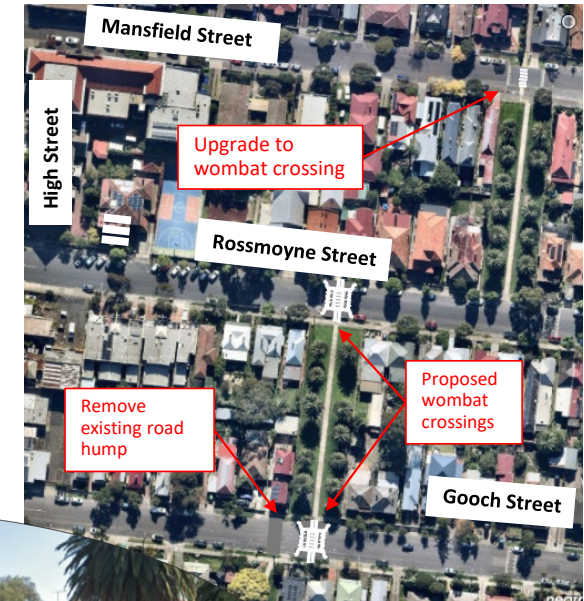 Mansfield Street
High Street
Upgrade to
wombat crossing
Rossmoyne Street
Remove
existing road
hump
Proposed
wombat
crossings
Gooch Street